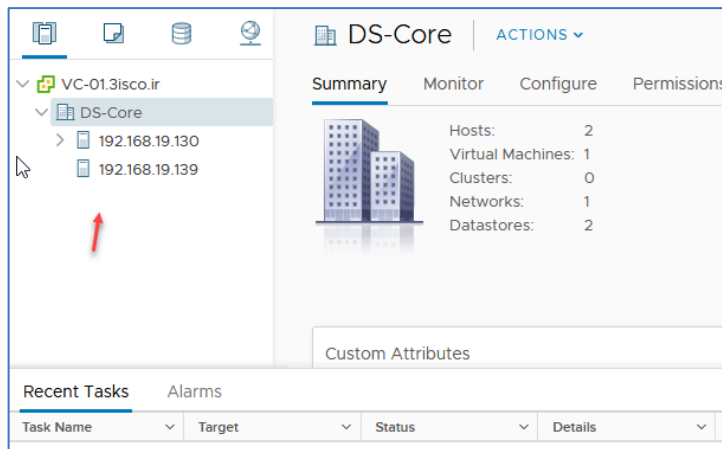 DS-Core ACTIONS
VC-01.3isco.ir
DS-Core
192.168.19.130
192.168.19.139
Summary Monitor Configure Permissions
Hosts: 2
Virtual Machines: 1
Clusters: 0
Networks: 1
Datastores: 2
Custom Attributes
Recent Tasks Alarms
Task Name Target Status Details